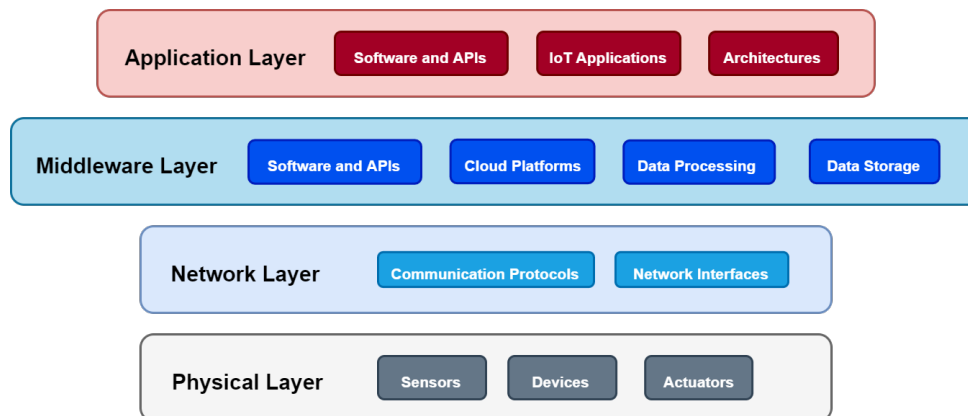 Application Layer Software and APIs IoT Applications Architectures
Middleware Layer Software and APIs Cloud Platforms Data Processing Data Storage
Network Layer Communication Protocols Network Interfaces
Physical Layer Sensors Devices Actuators